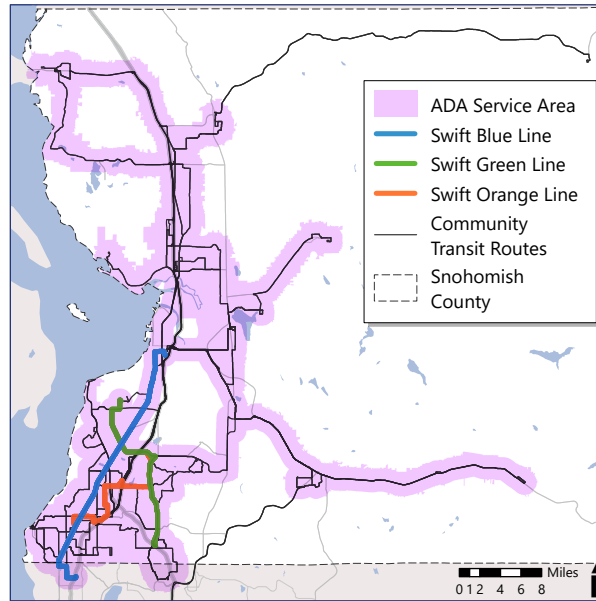 ADA Service Area
Swift Blue Line
Swift Green Line
Swift Orange Line
Community
Transit Routes
Snohomish
County
Miles
0 1 2 4 6 8